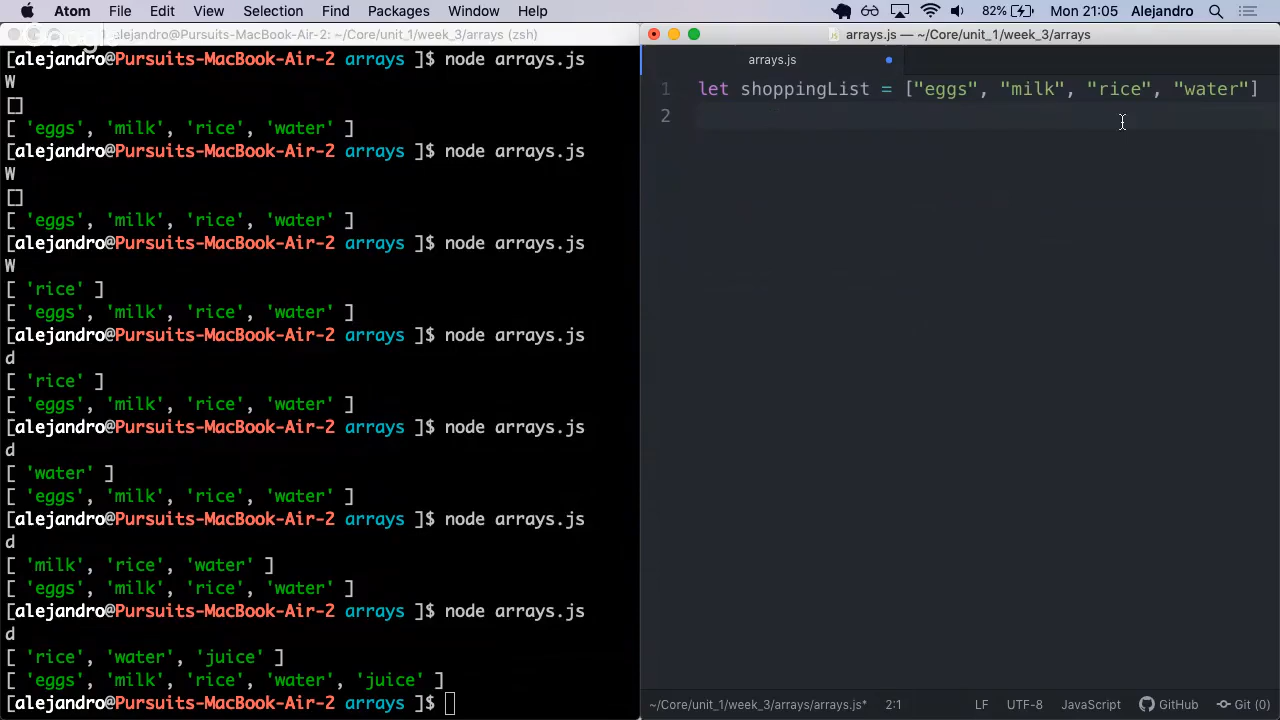 Atom File Edit View Selection Find Packages Window Help 82% Mon 21:05 Alejandro
alejandro@Pursuits-MacBook-Air-2: ~/Core/unit_1/week_3/arrays (zsh)
[alejandro@Pursuits-MacBook-Air-2 arrays ]$ node arrays.js
W
[]
[ 'eggs', 'milk', 'rice', 'water' ]
[alejandro@Pursuits-MacBook-Air-2 arrays ]$ node arrays.js
W
[]
[ 'eggs', 'milk', 'rice', 'water' ]
[alejandro@Pursuits-MacBook-Air-2 arrays ]$ node arrays.js
W
[ 'rice' ]
[ 'eggs', 'milk', 'rice', 'water' ]
[alejandro@Pursuits-MacBook-Air-2 arrays ]$ node arrays.js
d
[ 'rice' ]
[ 'eggs', 'milk', 'rice', 'water' ]
[alejandro@Pursuits-MacBook-Air-2 arrays ]$ node arrays.js
d
[ 'water' ]
[ 'eggs', 'milk', 'rice', 'water' ]
[alejandro@Pursuits-MacBook-Air-2 arrays ]$ node arrays.js
d
[ 'milk', 'rice', 'water' ]
[ 'eggs', 'milk', 'rice', 'water' ]
[alejandro@Pursuits-MacBook-Air-2 arrays ]$ node arrays.js
d
[ 'rice', 'water', 'juice' ]
[ 'eggs', 'milk', 'rice', 'water', 'juice' ]
[alejandro@Pursuits-MacBook-Air-2 arrays ]$
arrays.js — ~/Core/unit_1/week_3/arrays
arrays.js
1 let shoppingList = ["eggs", "milk", "rice", "water"]
2
~/Core/unit_1/week_3/arrays/arrays.js* 2:1 LF UTF-8 JavaScript GitHub Git (0)